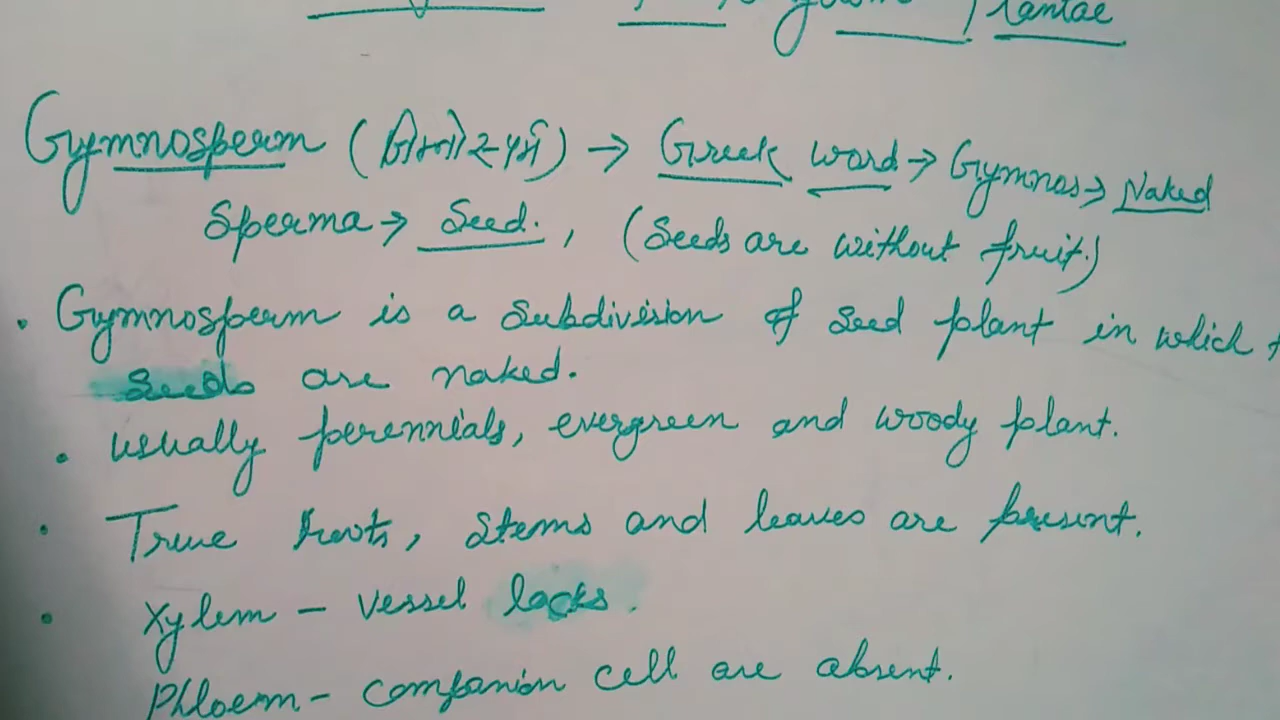 Plantae
Gymnosperm ( → Greek word → Gymnos → Naked
Sperma → Seed. , (Seeds are without fruit.)
• Gymnosperm is a Subdivision of Seed plant in which
Seeds are naked.
• usually perennials, evergreen and woody plant.
• True roots, stems and leaves are present.
• Xylem - vessel lacks.
Phloem - companion cell are absent.